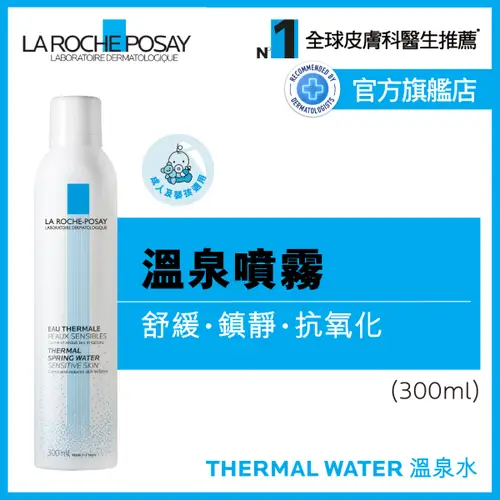 LA ROCHE-POSAY
LABORATOIRE DERMATOLOGIQUE
Nº1 全球皮膚科醫生推薦^
RECOMMENDED BY DERMATOLOGISTS
官方旗艦店
成人及嬰孩適用
LA ROCHE-POSAY
LABORATOIRE DERMATOLOGIQUE
EAU THERMALE
PEAUX SENSIBLES
THERMAL
SPRING WATER
SENSITIVE SKIN
300mL
溫泉噴霧
舒緩·鎮靜·抗氧化
(300ml)
THERMAL WATER 溫泉水